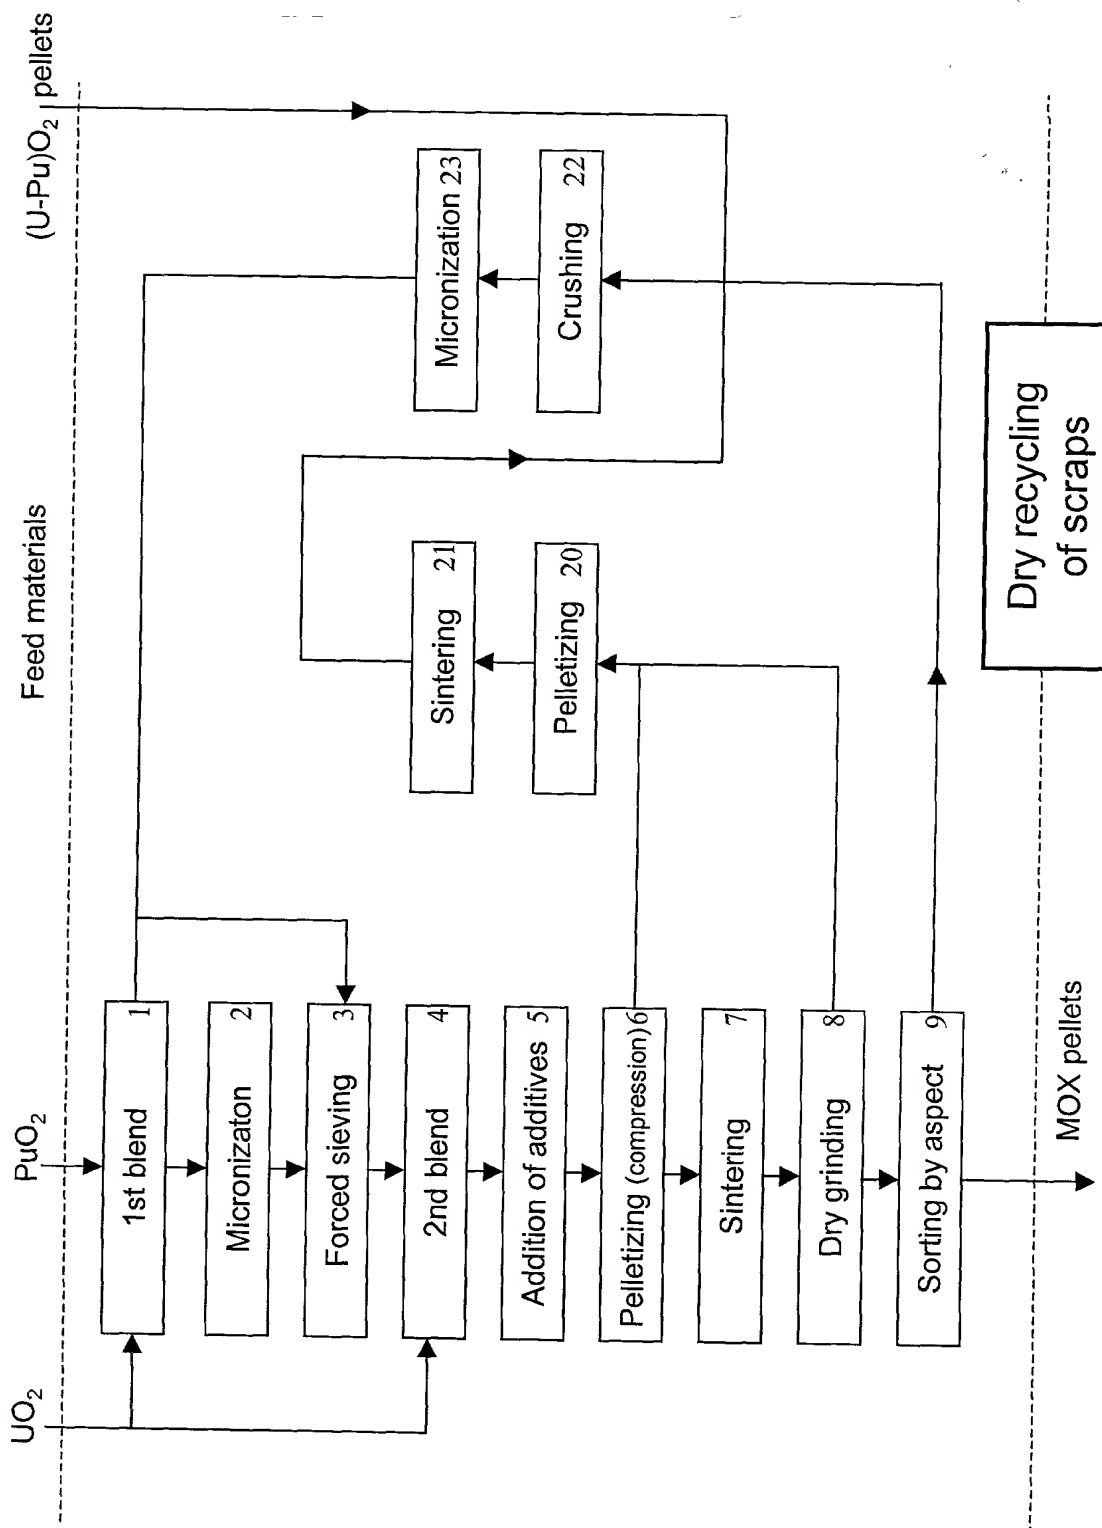 Feed materials
UO2
PuO2
(U-Pu)O2 pellets
1st blend 1
Micronizaton 2
Forced sieving 3
2nd blend 4
Addition of additives 5
Pelletizing (compression) 6
Sintering 7
Dry grinding 8
Sorting by aspect 9
Sintering 21
Pelletizing 20
Micronization 23
Crushing 22
MOX pellets
Dry recycling
of scraps